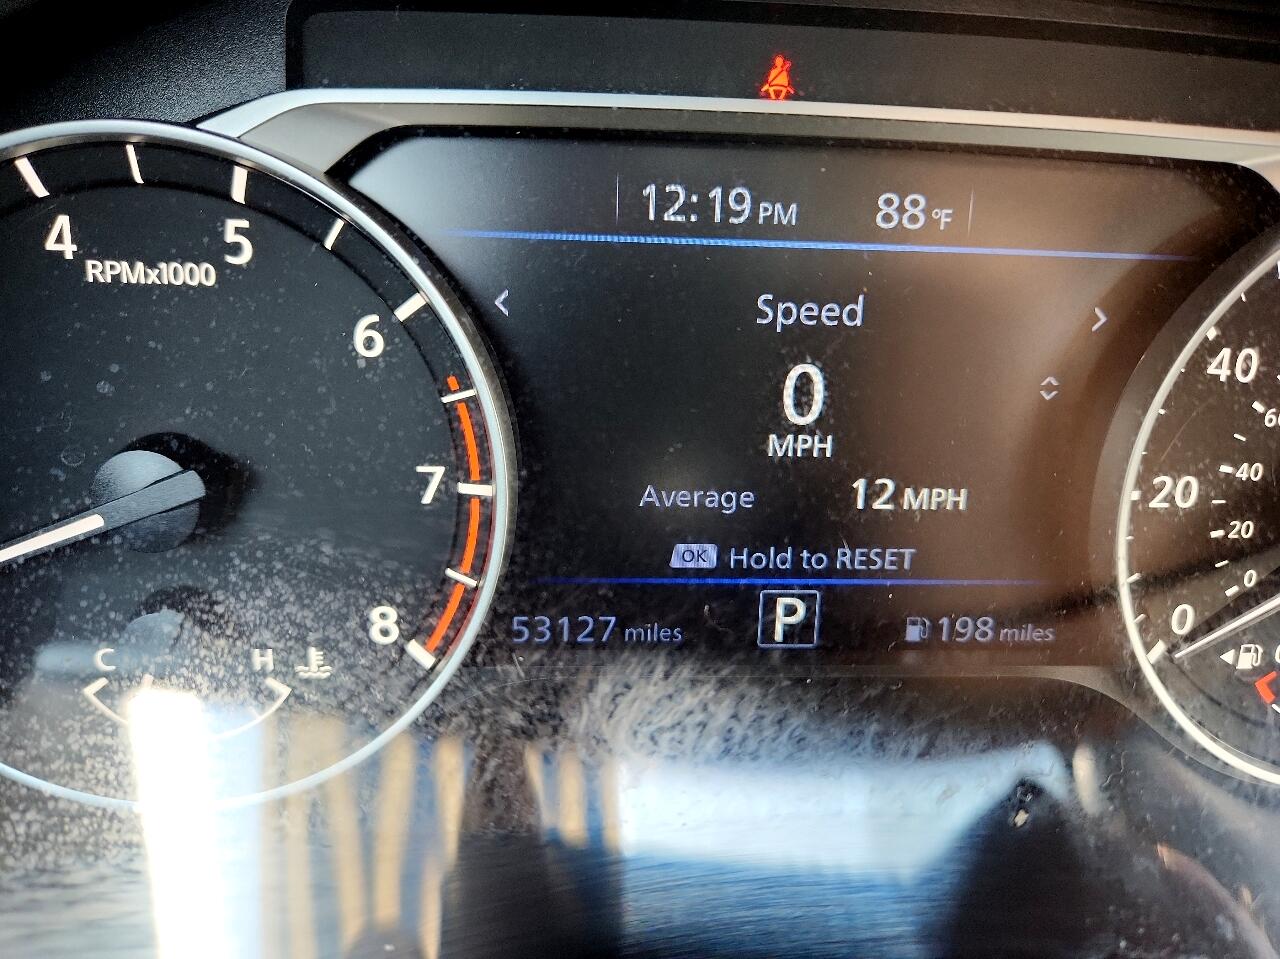 12:19 PM 88 °F
4
5
RPMx1000
6
7
8
C H
< Speed >
0
MPH
Average 12 MPH
OK Hold to RESET
53127 miles P 198 miles
40
20
0
40
20
0